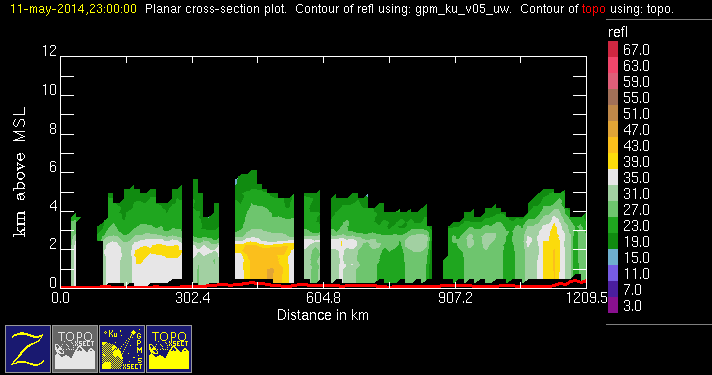 11-may-2014,23:00:00 Planar cross-section plot. Contour of refl using: gpm_ku_v05_uw. Contour of topo using: topo.
refl
67.0
63.0
59.0
55.0
51.0
47.0
43.0
39.0
35.0
31.0
27.0
23.0
19.0
15.0
11.0
7.0
3.0
km above MSL
12
10
8
6
4
2
0
0.0 302.4 604.8 907.2 1209.5
Distance in km
Z
TOPO
XSECT
"Ku"
GPM
XSECT
TOPO
XSECT